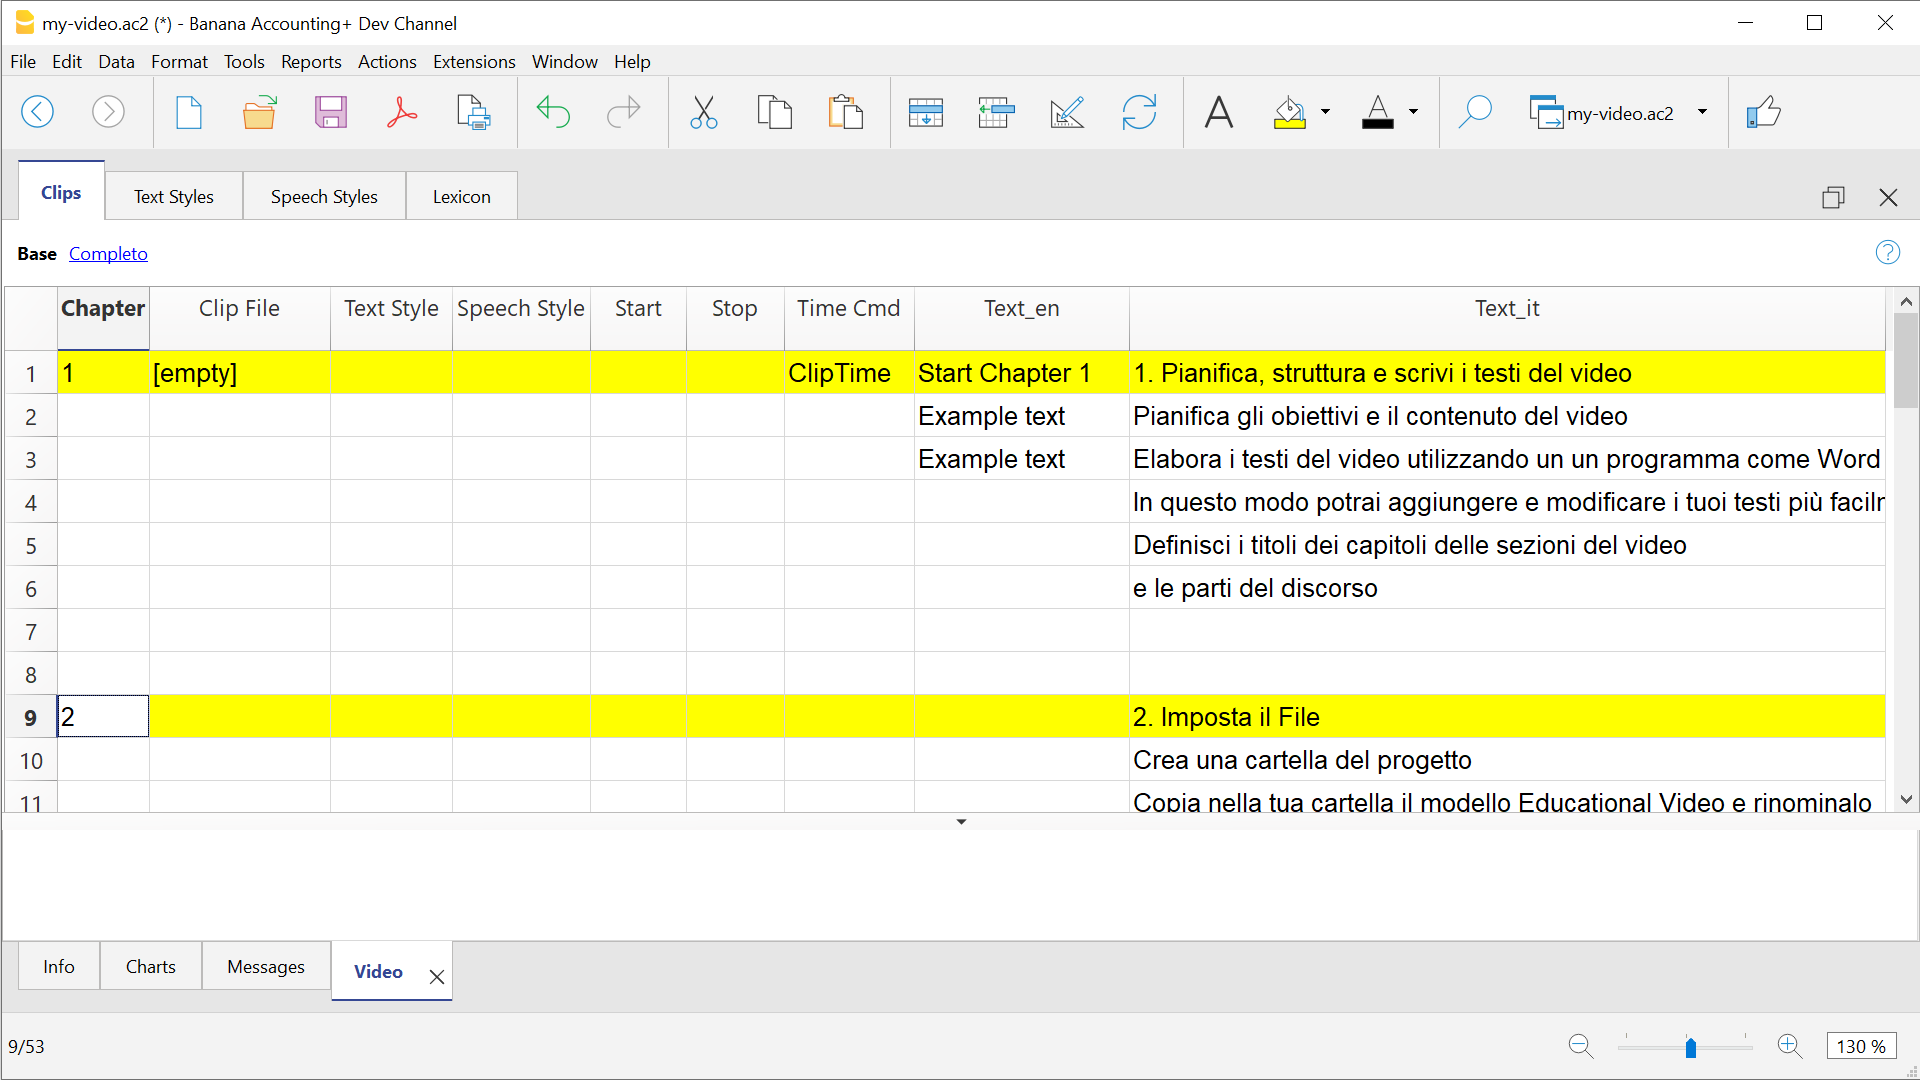 my-video.ac2 (*) - Banana Accounting+ Dev Channel
File Edit Data Format Tools Reports Actions Extensions Window Help
my-video.ac2
Clips Text Styles Speech Styles Lexicon
Base Completo
Chapter Clip File Text Style Speech Style Start Stop Time Cmd Text_en Text_it
1 1 [empty] ClipTime Start Chapter 1 1. Pianifica, struttura e scrivi i testi del video
2 Example text Pianifica gli obiettivi e il contenuto del video
3 Example text Elabora i testi del video utilizzando un un programma come Word
4 In questo modo potrai aggiungere e modificare i tuoi testi più
5 Definisci i titoli dei capitoli delle sezioni del video
6 e le parti del discorso
7
8
9 2 2. Imposta il File
10 Crea una cartella del progetto
11 Copia nella tua cartella il modello Educational Video e rinominalo
Info Charts Messages Video
9/53
130 %